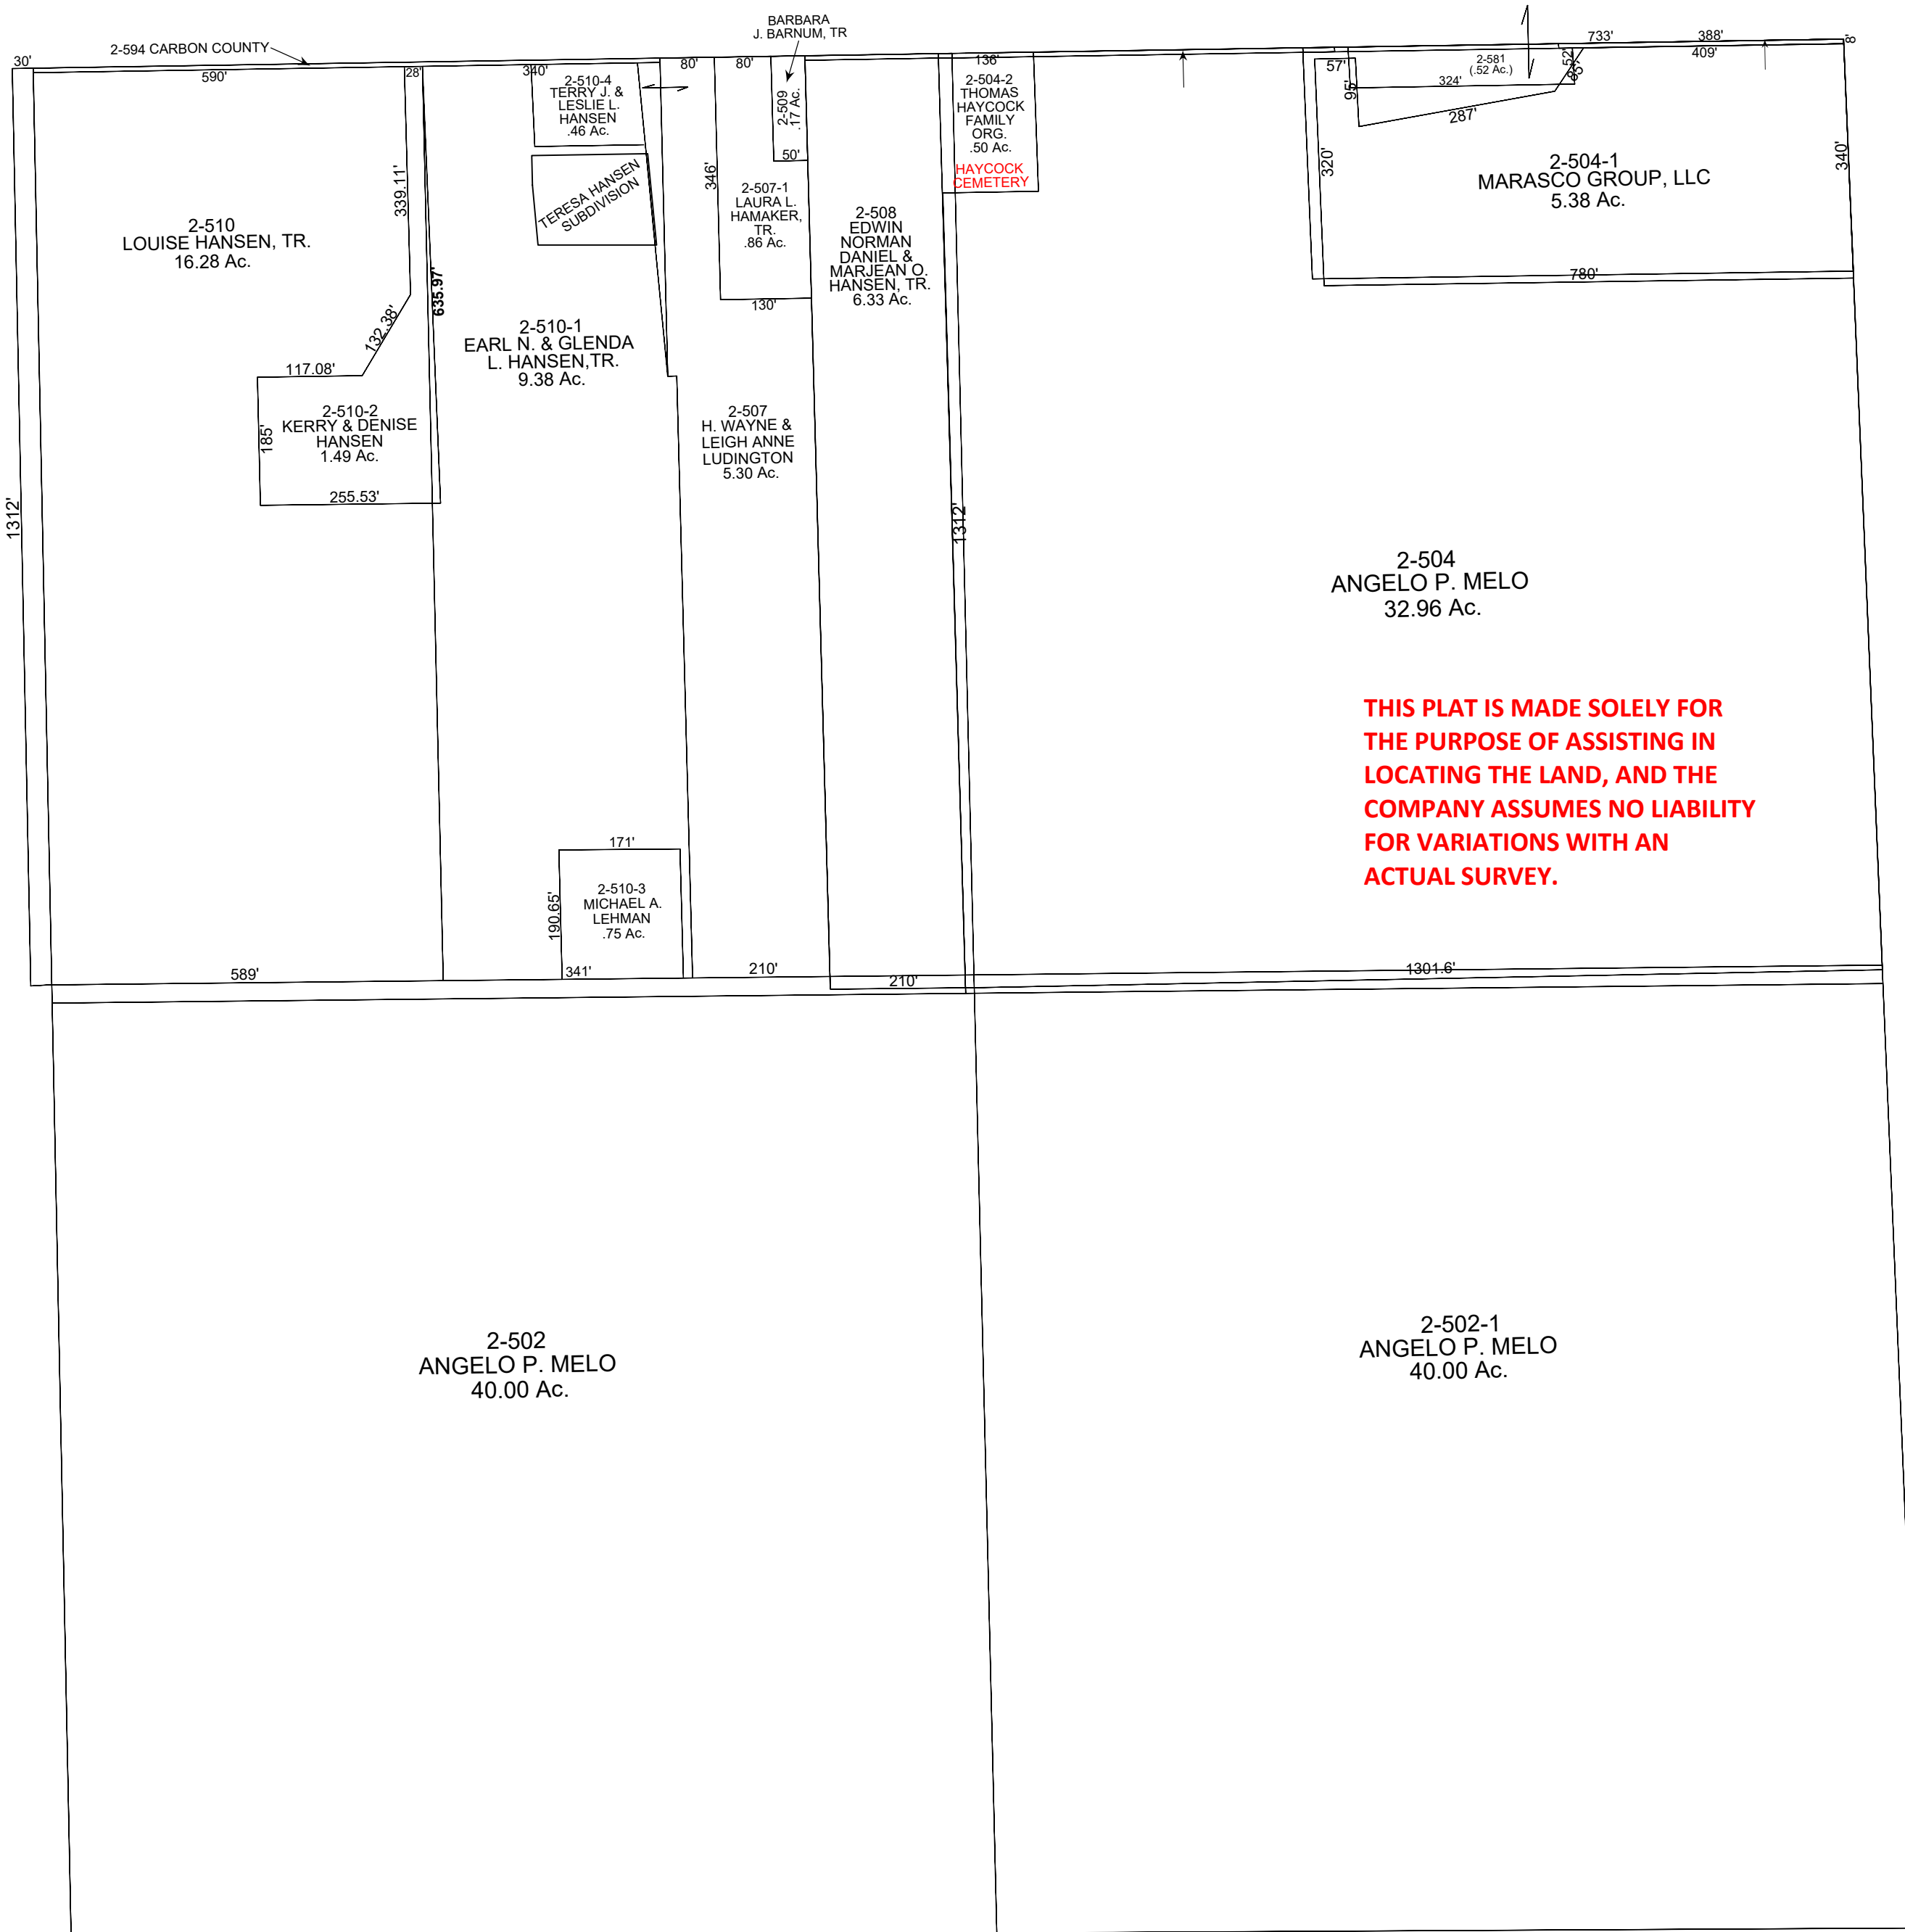 BARBARA
J. BARNUM, TR
2-594 CARBON COUNTY
30'
590'
28'
340'
80'
80'
136'
733'
388'
409'
8'
2-510-4
TERRY J. &
LESLIE L.
HANSEN
.46 Ac.
2-509
.17 Ac.
50'
2-504-2
THOMAS
HAYCOCK
FAMILY
ORG.
.50 Ac.
HAYCOCK
CEMETERY
57'
95'
2-581
(.52 Ac.)
324'
52'
85'
287'
320'
340'
2-504-1
MARASCO GROUP, LLC
5.38 Ac.
780'
339.11'
346'
TERESA HANSEN
SUBDIVISION
2-507-1
LAURA L.
HAMAKER,
TR.
.86 Ac.
130'
2-508
EDWIN
NORMAN
DANIEL &
MARJEAN O.
HANSEN, TR.
6.33 Ac.
2-510
LOUISE HANSEN, TR.
16.28 Ac.
635.97'
132.38'
117.08'
2-510-1
EARL N. & GLENDA
L. HANSEN,TR.
9.38 Ac.
2-510-2
KERRY & DENISE
HANSEN
1.49 Ac.
185'
255.53'
2-507
H. WAYNE &
LEIGH ANNE
LUDINGTON
5.30 Ac.
1312'
1312'
2-504
ANGELO P. MELO
32.96 Ac.
THIS PLAT IS MADE SOLELY FOR
THE PURPOSE OF ASSISTING IN
LOCATING THE LAND, AND THE
COMPANY ASSUMES NO LIABILITY
FOR VARIATIONS WITH AN
ACTUAL SURVEY.
171'
190.65'
2-510-3
MICHAEL A.
LEHMAN
.75 Ac.
589'
341'
210'
210'
1301.6'
2-502
ANGELO P. MELO
40.00 Ac.
2-502-1
ANGELO P. MELO
40.00 Ac.